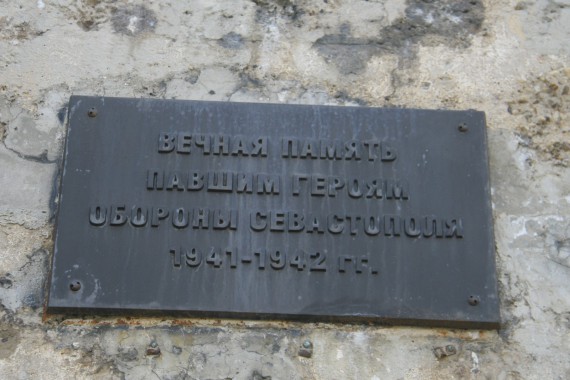 ВЕЧНАЯ ПАМЯТЬ
ПАВШИМ ГЕРОЯМ
ОБОРОНЫ СЕВАСТОПОЛЯ
1941-1942 ГГ.